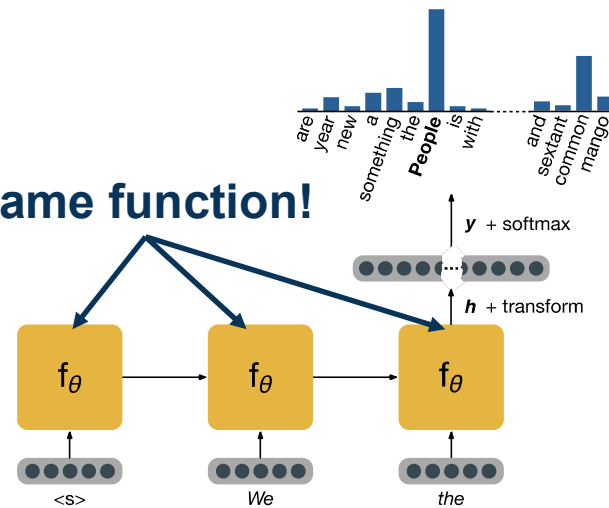 are year new a something the People is with and sextant common mango
ame function!
y + softmax
h + transform
fθ fθ fθ
<s> We the